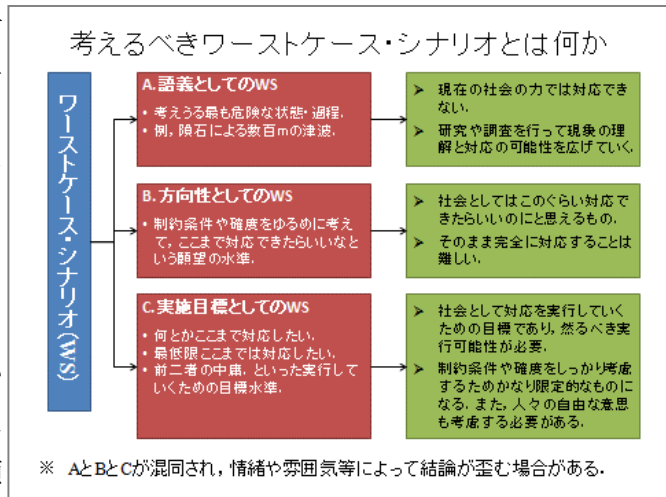 考えるべきワーストケース・シナリオとは何か
ワーストケース・シナリオ(WS)
A.語義としてのWS
• 考えうる最も危険な状態・過程.
• 例, 隕石による数百mの津波.
➢ 現在の社会の力では対応でき
ない.
➢ 研究や調査を行って現象の理
解と対応の可能性を広げていく.
B.方向性としてのWS
• 制約条件や確度をゆるめに考え
て, ここまで対応できたらいいなと
いう願望の水準.
➢ 社会としてはこのぐらい対応で
きたらいいのにと思えるもの.
➢ そのまま完全に対応することは
難しい.
C.実施目標としてのWS
• 何とかここまで対応したい.
• 最低限ここまでは対応したい.
• 前二者の中庸. といった実行して
いくための目標水準.
➢ 社会として対応を実行していく
ための目標であり, 然るべき実
行可能性が必要.
➢ 制約条件や確度をしっかり考慮
するためかなり限定的なものに
なる. また, 人々の自由な意思
も考慮する必要がある.
※ AとBとCが混同され, 情緒や雰囲気等によって結論が歪む場合がある.